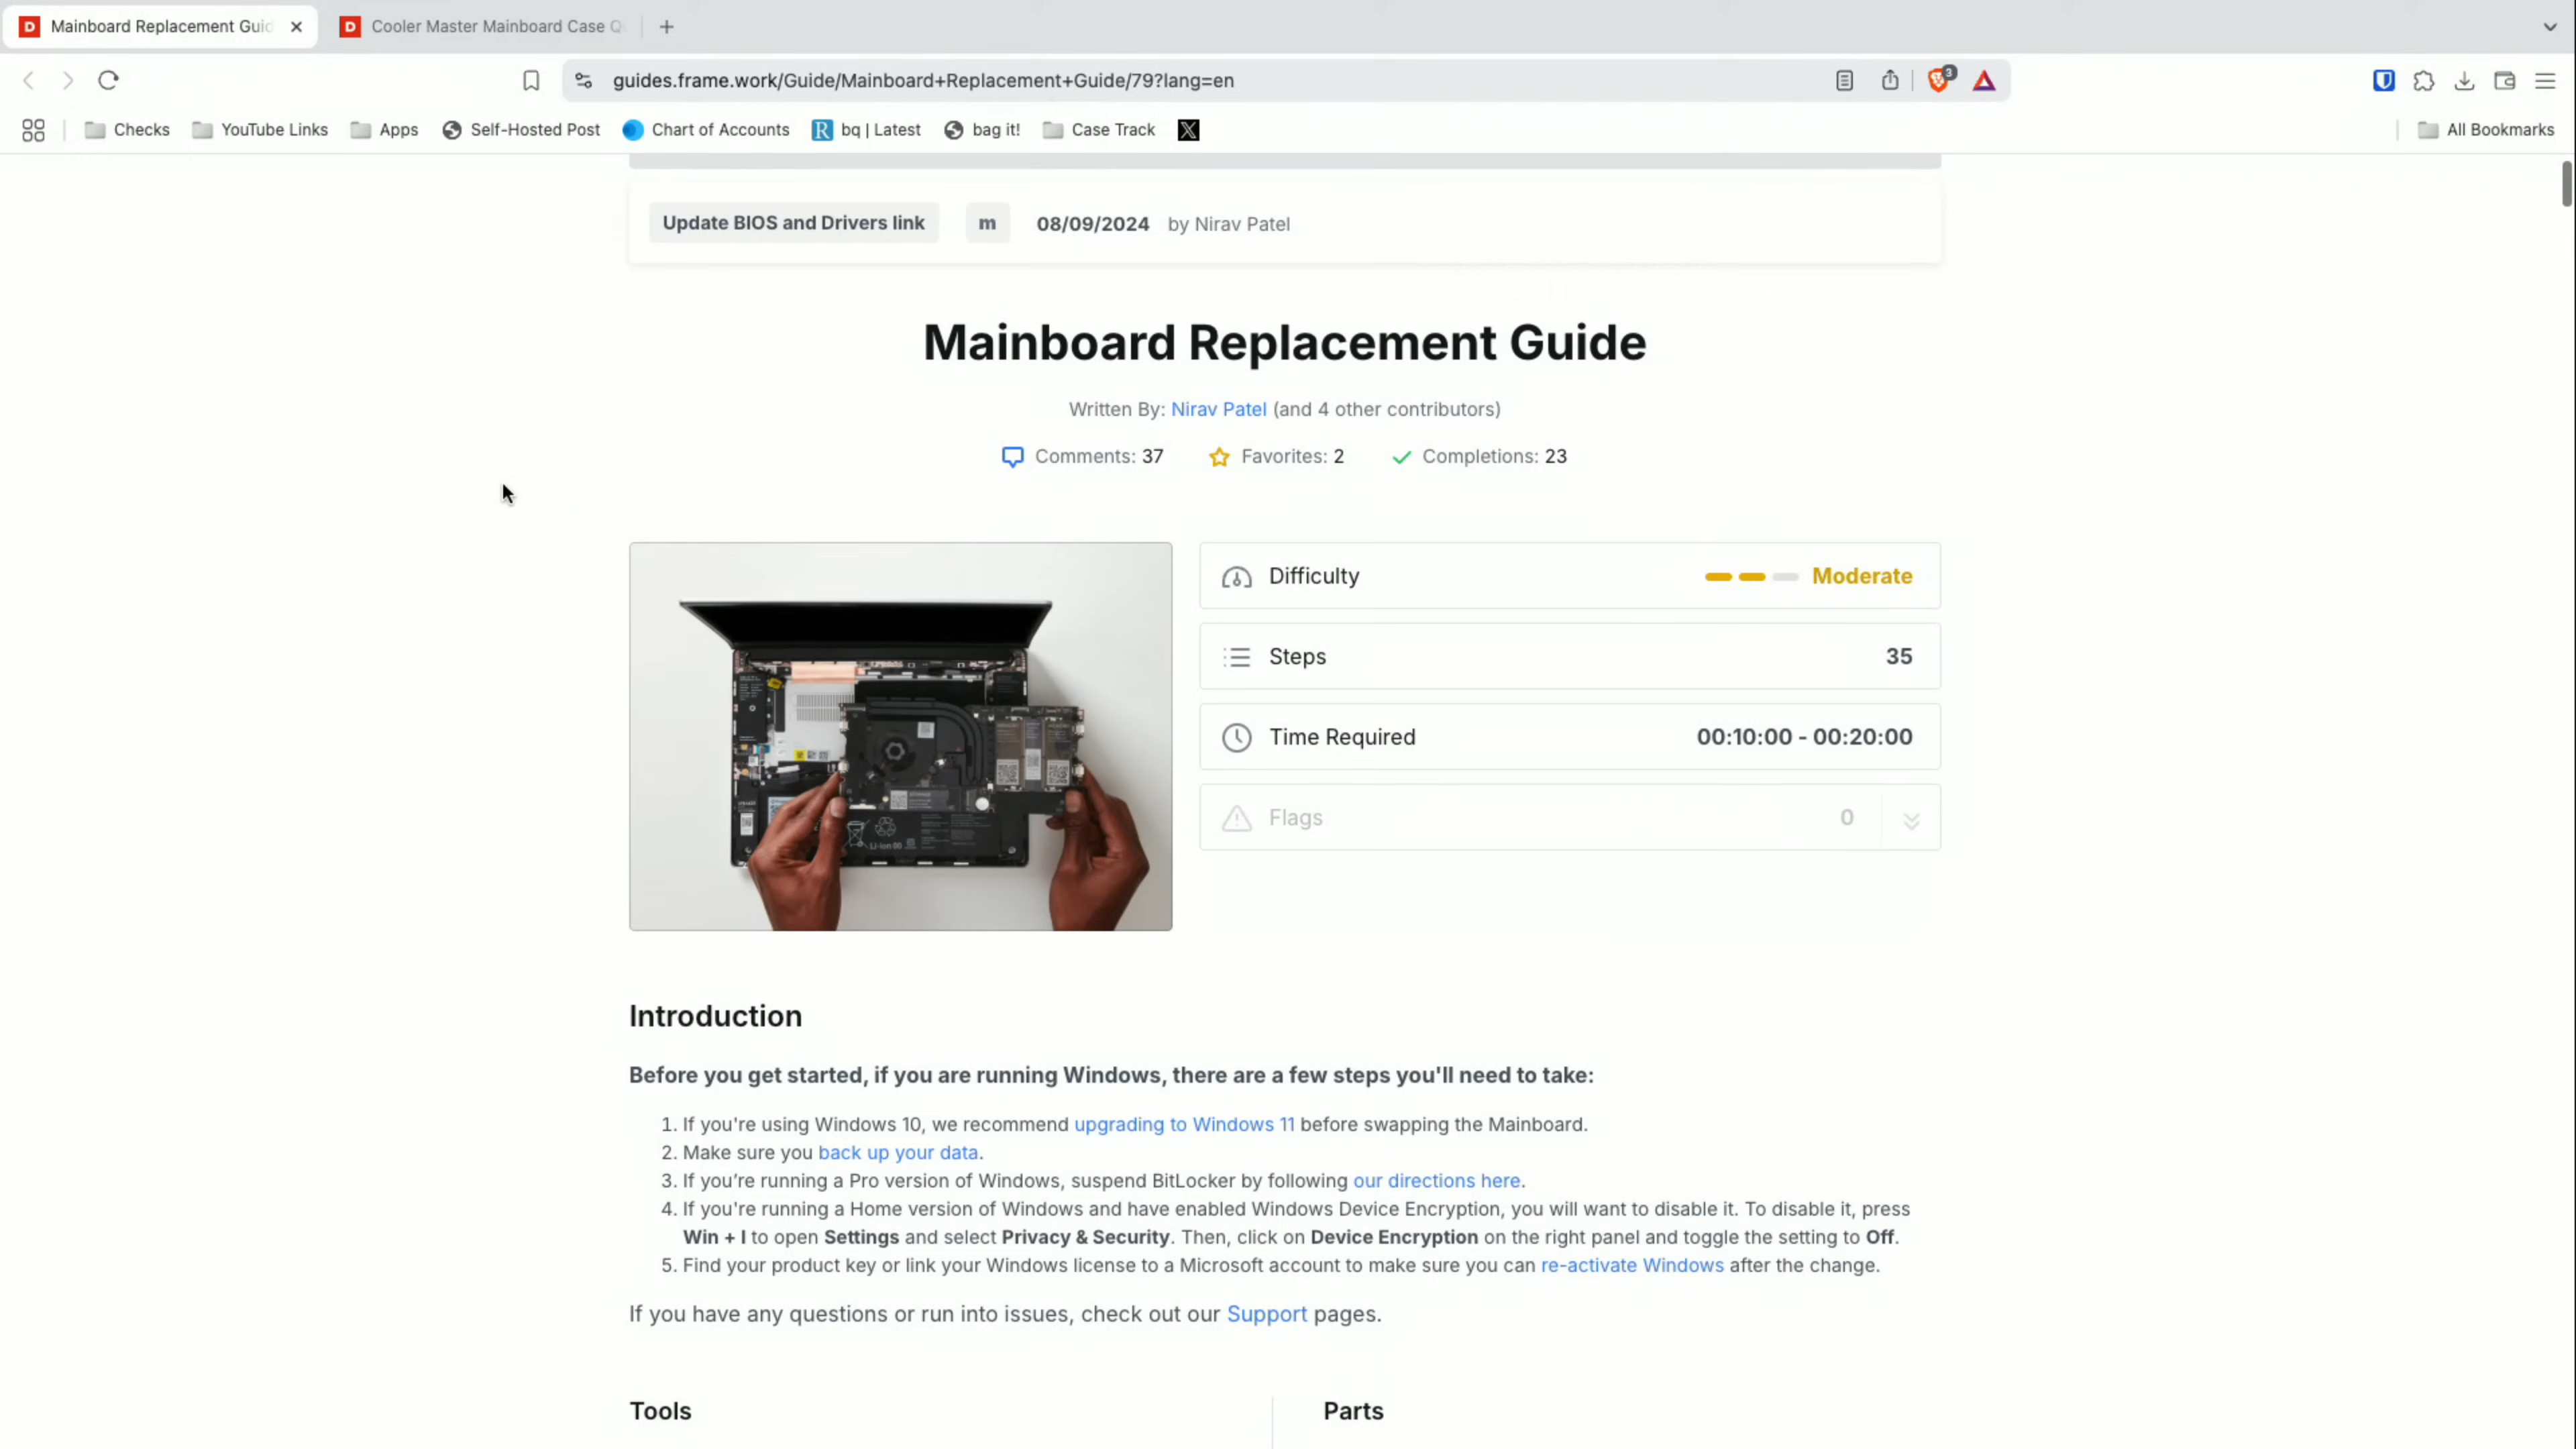 Mainboard Replacement Guid
Cooler Master Mainboard Case Q
guides.frame.work/Guide/Mainboard+Replacement+Guide/79?lang=en
3
Checks
YouTube Links
Apps
Self-Hosted Post
Chart of Accounts
bq | Latest
bag it!
Case Track
All Bookmarks
Update BIOS and Drivers link
m
08/09/2024
by Nirav Patel
Mainboard Replacement Guide
Written By: Nirav Patel (and 4 other contributors)
Comments: 37
Favorites: 2
Completions: 23
Difficulty
Moderate
Steps
35
Time Required
00:10:00 - 00:20:00
Flags
0
Li-ion 00
Introduction
Before you get started, if you are running Windows, there are a few steps you'll need to take:
1. If you're using Windows 10, we recommend upgrading to Windows 11 before swapping the Mainboard.
2. Make sure you back up your data.
3. If you’re running a Pro version of Windows, suspend BitLocker by following our directions here.
4. If you're running a Home version of Windows and have enabled Windows Device Encryption, you will want to disable it. To disable it, press
Win + I to open Settings and select Privacy & Security. Then, click on Device Encryption on the right panel and toggle the setting to Off.
5. Find your product key or link your Windows license to a Microsoft account to make sure you can re-activate Windows after the change.
If you have any questions or run into issues, check out our Support pages.
Tools
Parts